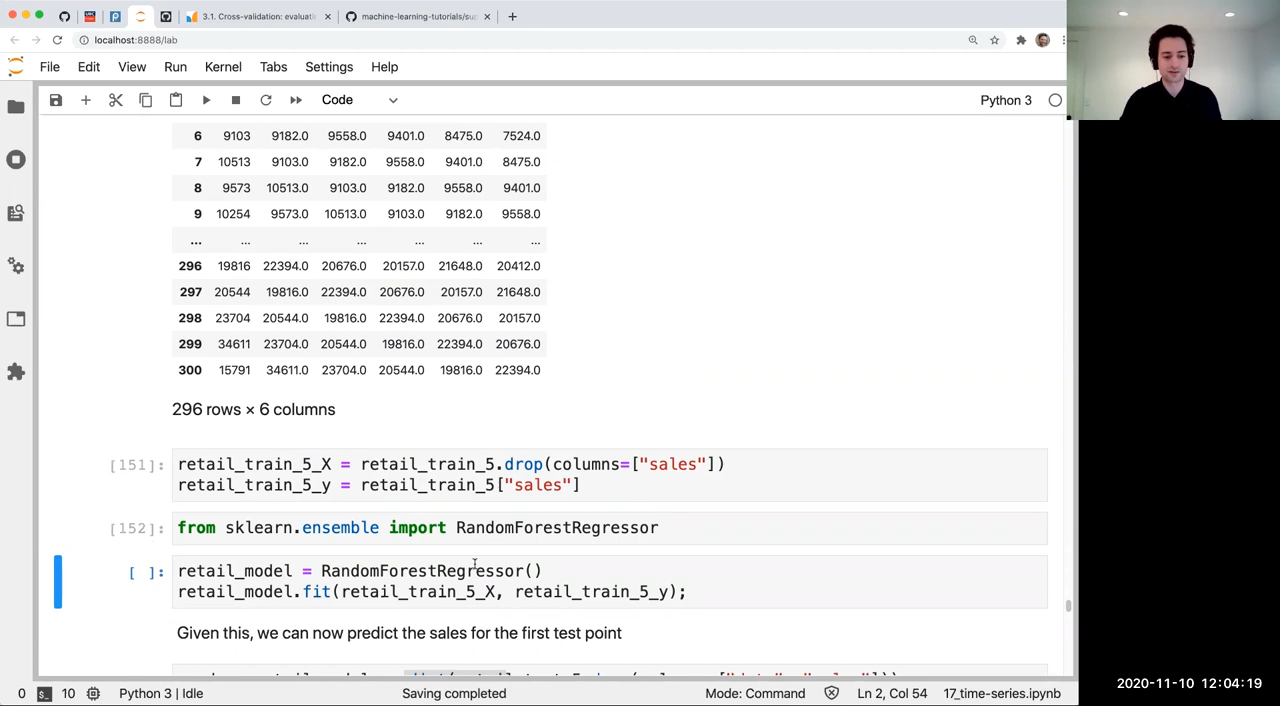 3.1. Cross-validation: evaluati
machine-learning-tutorials/su
localhost:8888/lab
File Edit View Run Kernel Tabs Settings Help
Code
Python 3
6 9103 9182.0 9558.0 9401.0 8475.0 7524.0
7 10513 9103.0 9182.0 9558.0 9401.0 8475.0
8 9573 10513.0 9103.0 9182.0 9558.0 9401.0
9 10254 9573.0 10513.0 9103.0 9182.0 9558.0
... ... ... ... ... ... ...
296 19816 22394.0 20676.0 20157.0 21648.0 20412.0
297 20544 19816.0 22394.0 20676.0 20157.0 21648.0
298 23704 20544.0 19816.0 22394.0 20676.0 20157.0
299 34611 23704.0 20544.0 19816.0 22394.0 20676.0
300 15791 34611.0 23704.0 20544.0 19816.0 22394.0
296 rows × 6 columns
[151]: retail_train_5_X = retail_train_5.drop(columns=["sales"])
retail_train_5_y = retail_train_5["sales"]
[152]: from sklearn.ensemble import RandomForestRegressor
[ ]: retail_model = RandomForestRegressor()
retail_model.fit(retail_train_5_X, retail_train_5_y);
Given this, we can now predict the sales for the first test point
0 10 Python 3 | Idle Saving completed Mode: Command Ln 2, Col 54 17_time-series.ipynb
2020-11-10 12:04:19